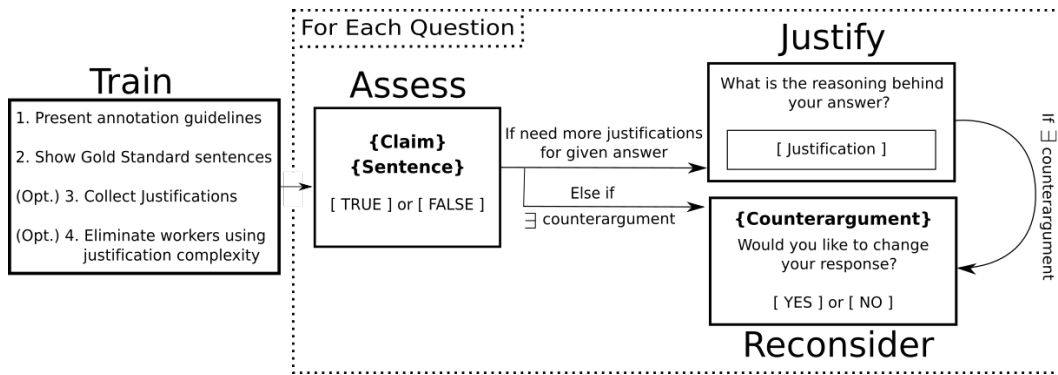 For Each Question
Train
1. Present annotation guidelines
2. Show Gold Standard sentences
(Opt.) 3. Collect Justifications
(Opt.) 4. Eliminate workers using
justification complexity
Assess
{Claim}
{Sentence}
[ TRUE ] or [ FALSE ]
If need more justifications
for given answer
Else if
∃ counterargument
Justify
What is the reasoning behind
your answer?
[ Justification ]
If ∃
counterargument
{Counterargument}
Would you like to change
your response?
[ YES ] or [ NO ]
Reconsider